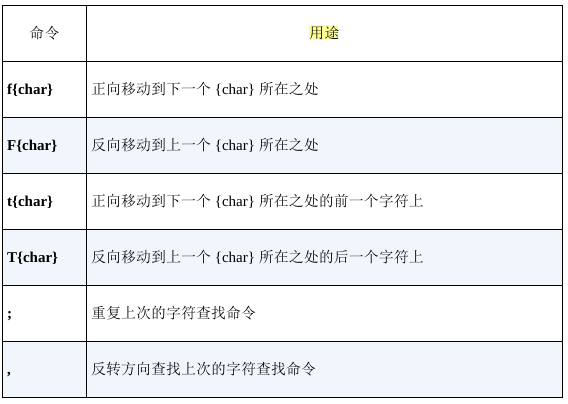 命令 用途
f{char} 正向移动到下一个 {char} 所在之处
F{char} 反向移动到上一个 {char} 所在之处
t{char} 正向移动到下一个 {char} 所在之处的前一个字符上
T{char} 反向移动到上一个 {char} 所在之处的后一个字符上
; 重复上次的字符查找命令
, 反转方向查找上次的字符查找命令